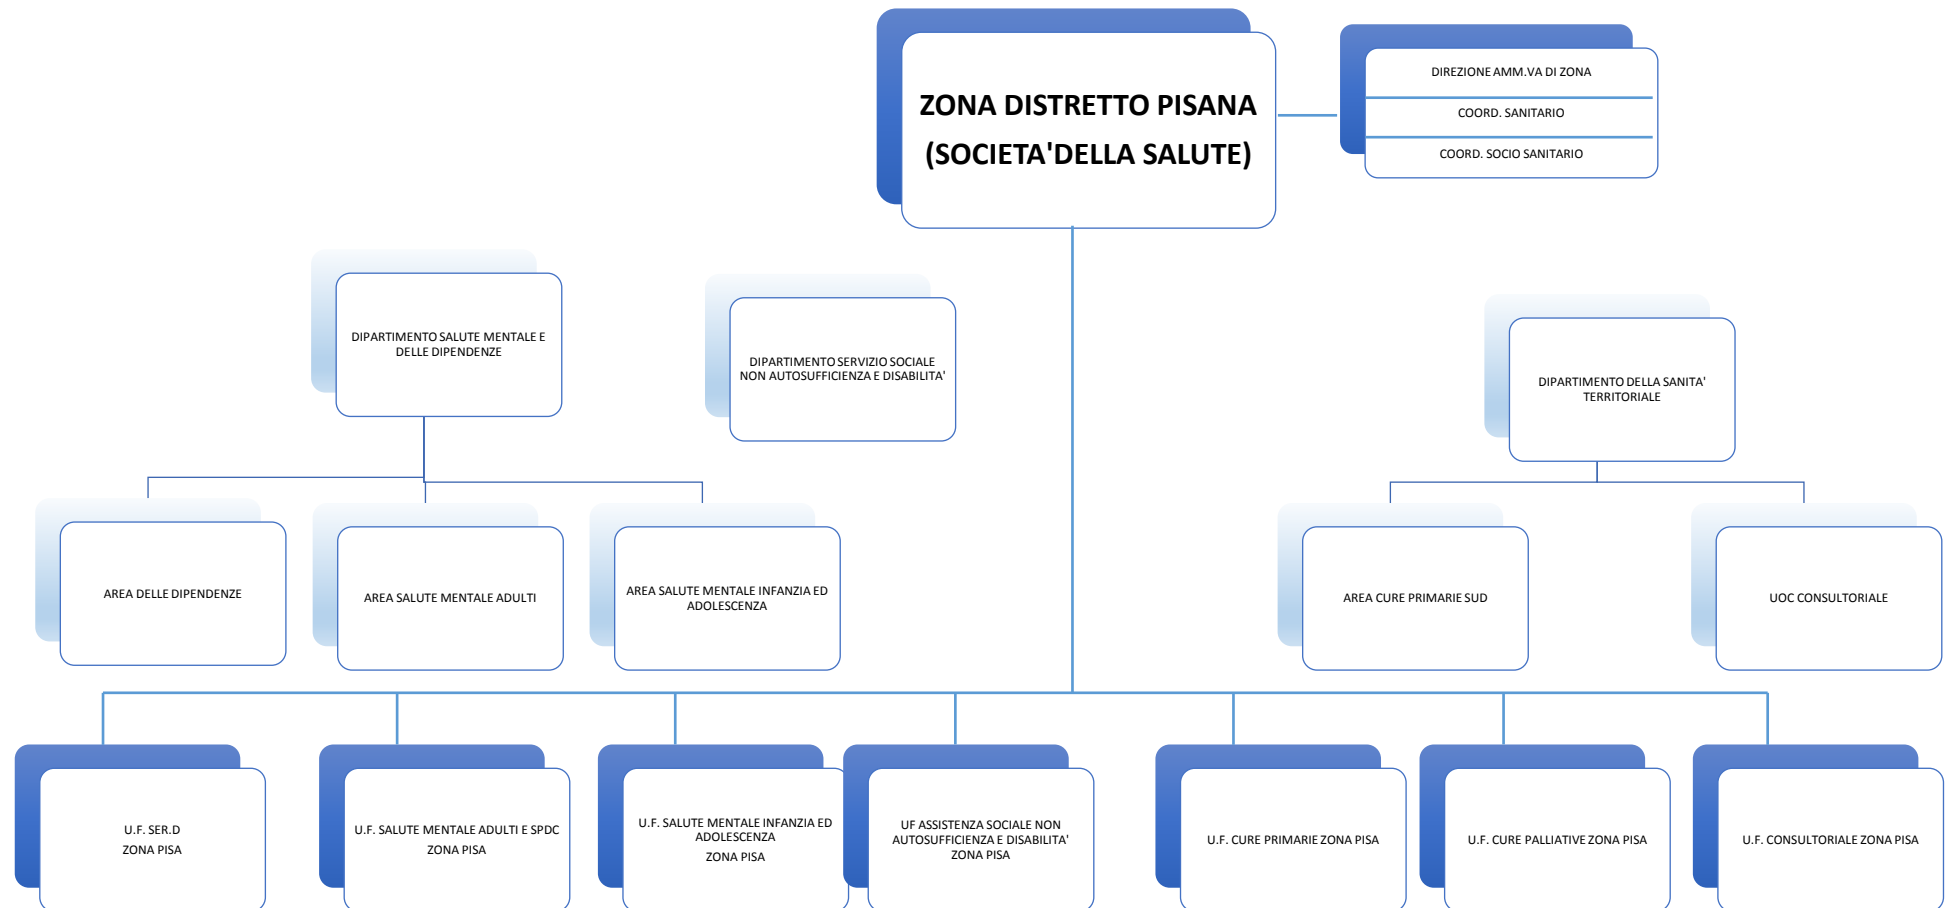 ZONA DISTRETTO PISANA
(SOCIETA'DELLA SALUTE)
DIREZIONE AMM.VA DI ZONA
COORD. SANITARIO
COORD. SOCIO SANITARIO
DIPARTIMENTO SALUTE MENTALE E
DELLE DIPENDENZE
DIPARTIMENTO SERVIZIO SOCIALE
NON AUTOSUFFICIENZA E DISABILITA'
DIPARTIMENTO DELLA SANITA'
TERRITORIALE
AREA DELLE DIPENDENZE
AREA SALUTE MENTALE ADULTI
AREA SALUTE MENTALE INFANZIA ED
ADOLESCENZA
AREA CURE PRIMARIE SUD
UOC CONSULTORIALE
U.F. SER.D
ZONA PISA
U.F. SALUTE MENTALE ADULTI E SPDC
ZONA PISA
U.F. SALUTE MENTALE INFANZIA ED
ADOLESCENZA
ZONA PISA
UF ASSISTENZA SOCIALE NON
AUTOSUFFICIENZA E DISABILITA'
ZONA PISA
U.F. CURE PRIMARIE ZONA PISA
U.F. CURE PALLIATIVE ZONA PISA
U.F. CONSULTORIALE ZONA PISA